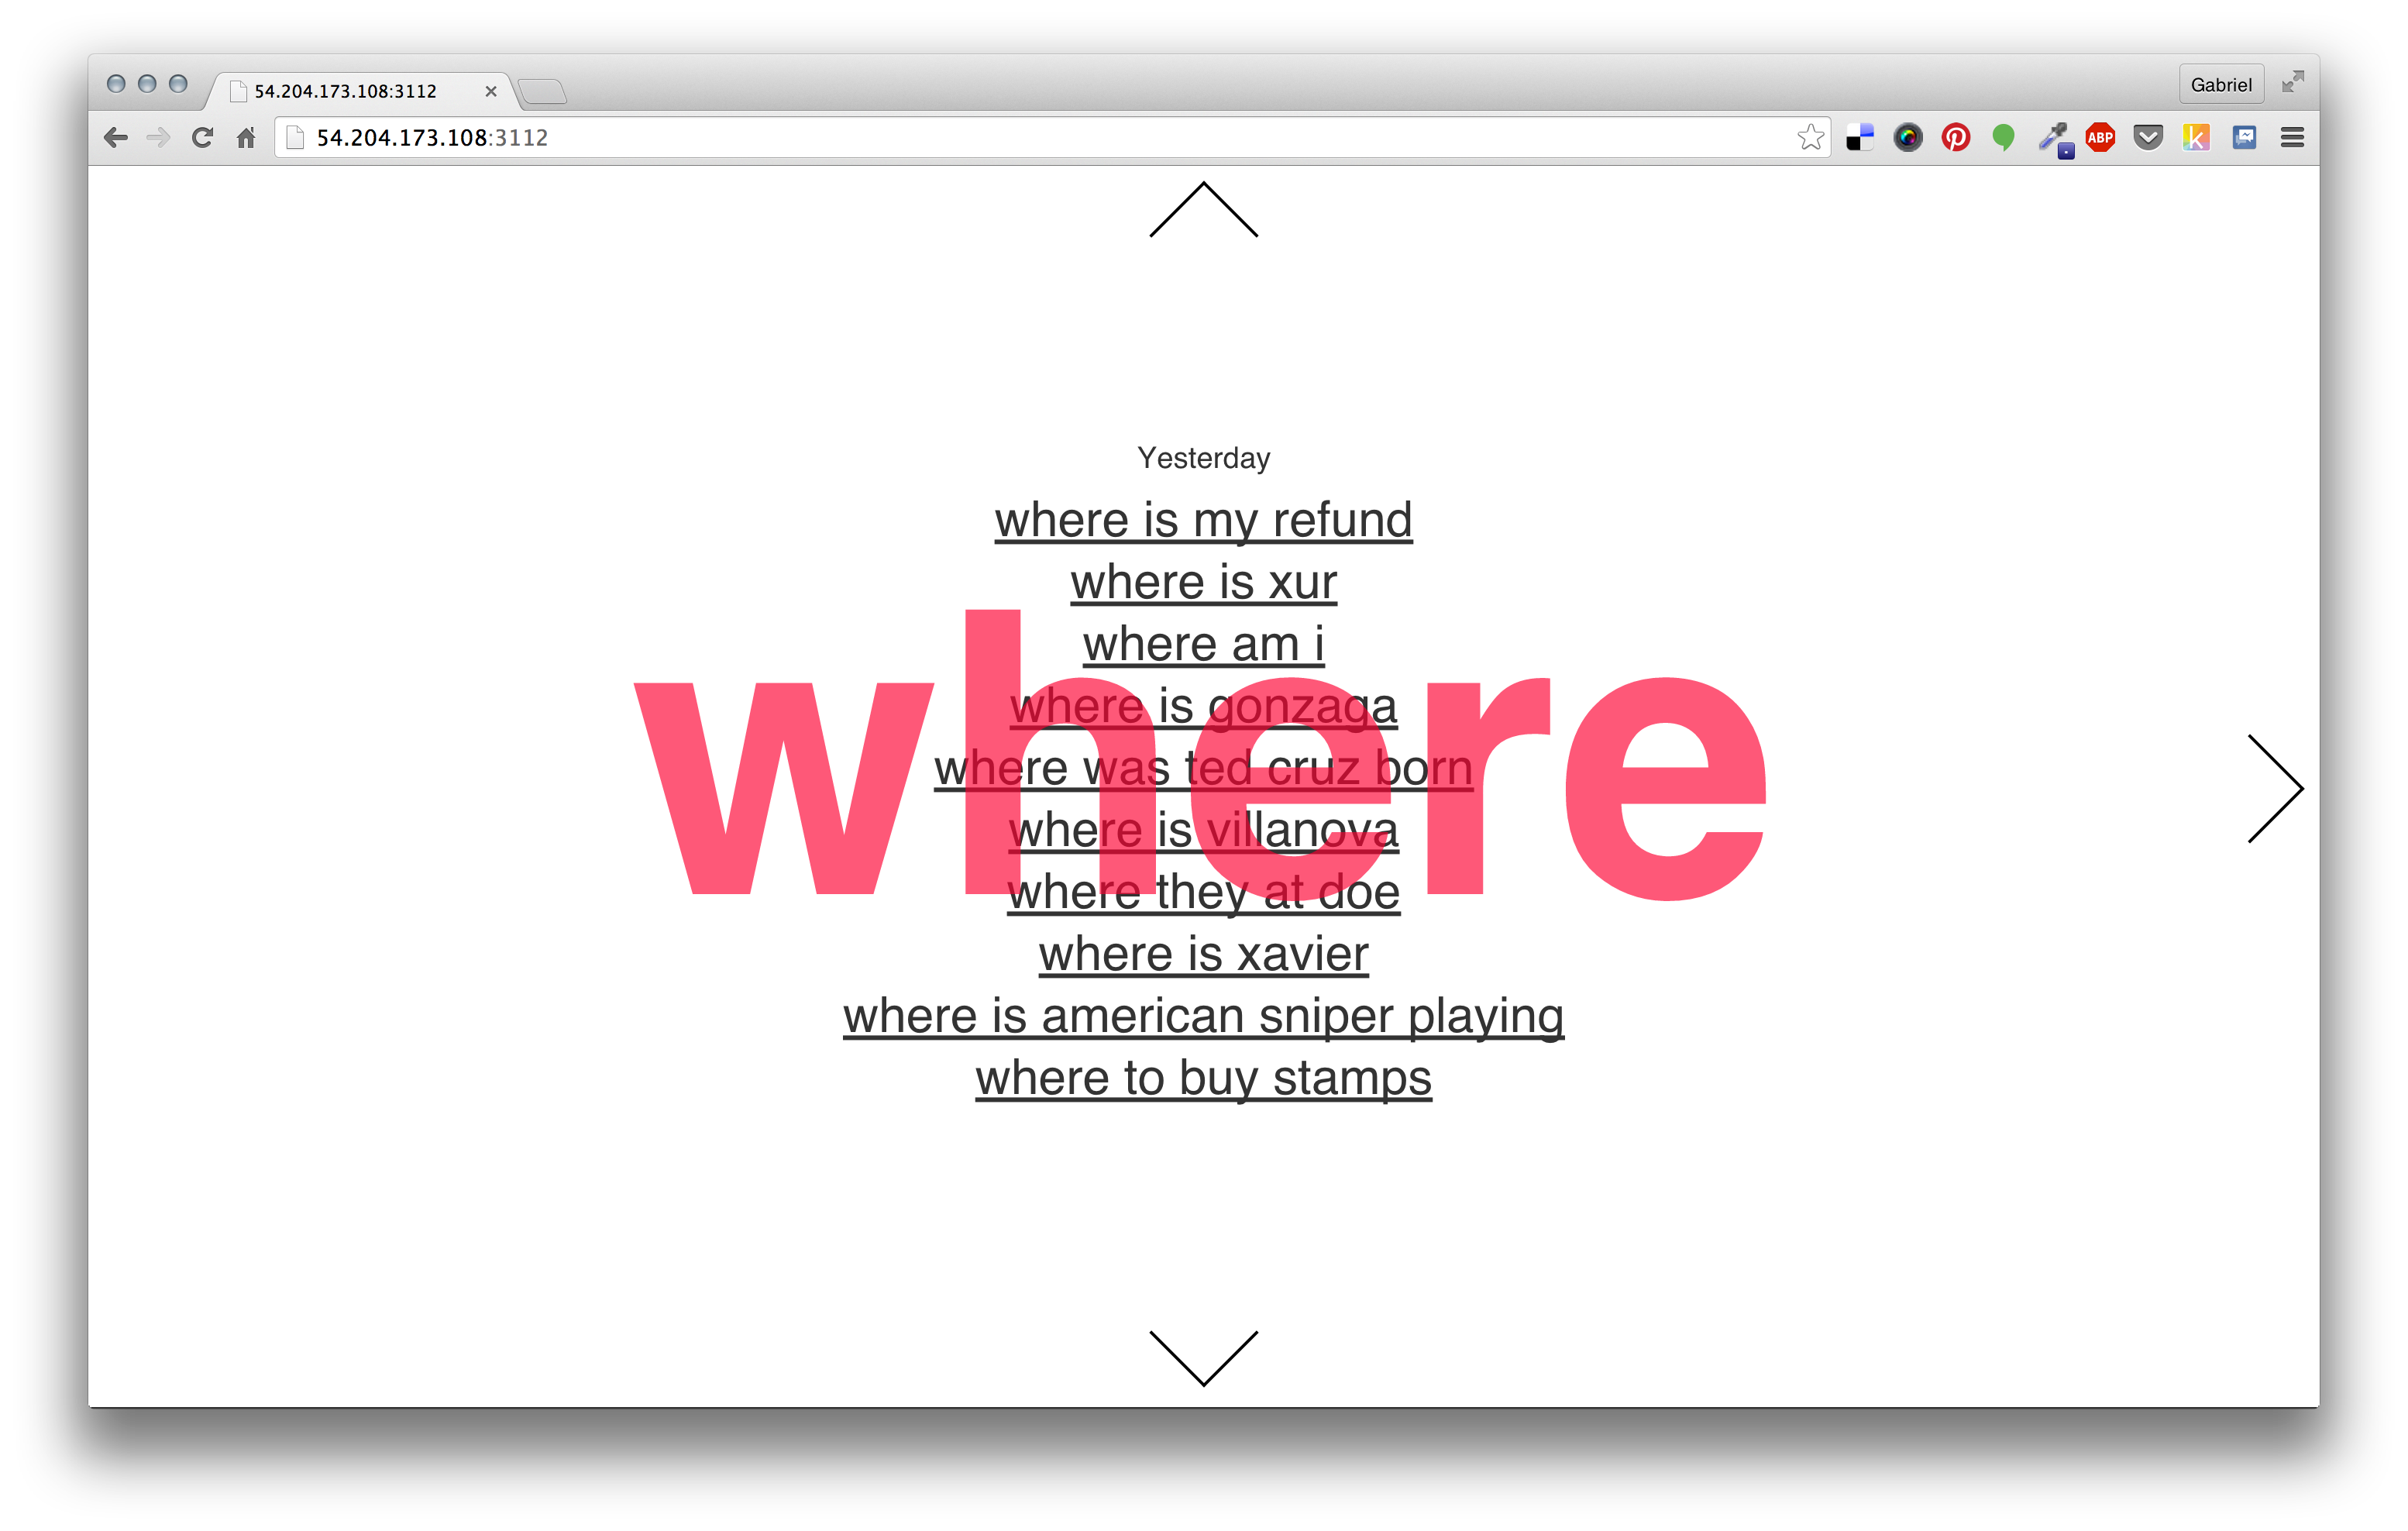 54.204.173.108:3112
Gabriel
54.204.173.108:3112
ABP
k
Yesterday
where is my refund
where is xur
where am i
where is gonzaga
where was ted cruz born
where is villanova
where they at doe
where is xavier
where is american sniper playing
where to buy stamps
where